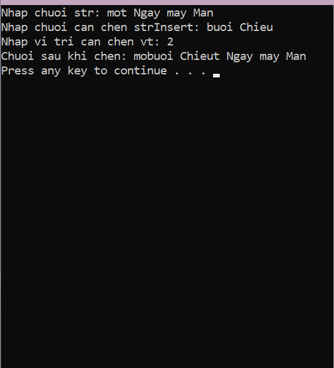 Nhap chuoi str: mot Ngay may Man
Nhap chuoi can chen strInsert: buoi Chieu
Nhap vi tri can chen vt: 2
Chuoi sau khi chen: mobuoi Chieut Ngay may Man
Press any key to continue . . .